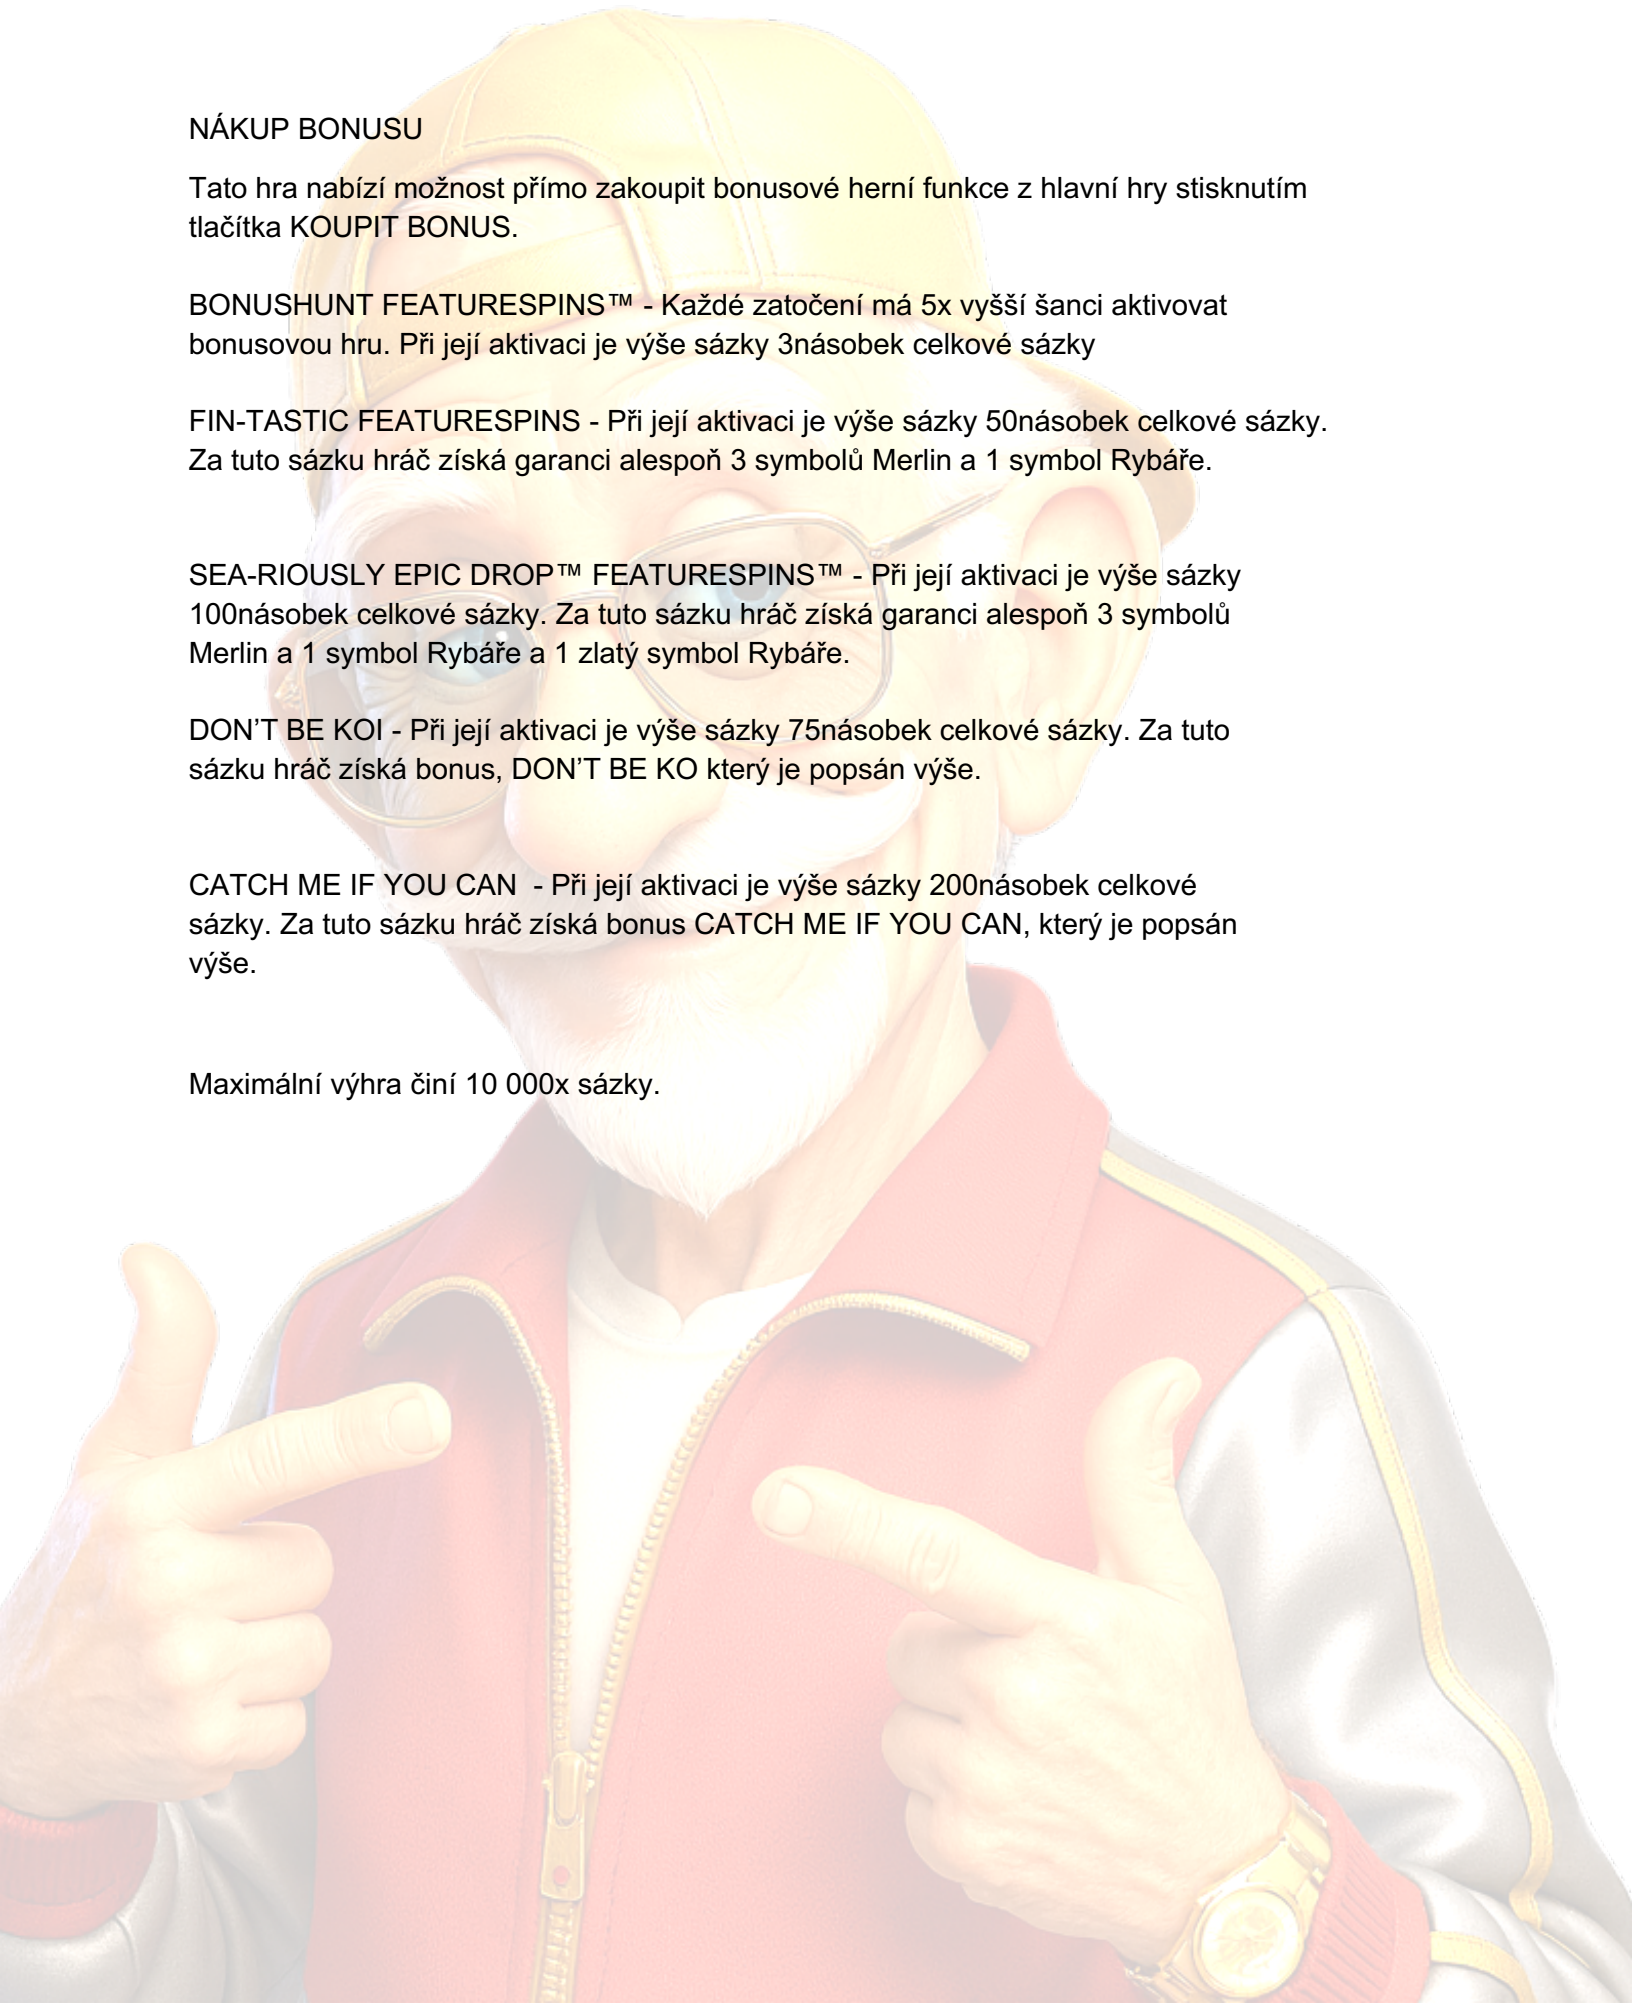 NÁKUP BONUSU
Tato hra nabízí možnost přímo zakoupit bonusové herní funkce z hlavní hry stisknutím
tlačítka KOUPIT BONUS.
BONUSHUNT FEATURESPINS™ - Každé zatočení má 5x vyšší šanci aktivovat
bonusovou hru. Při její aktivaci je výše sázky 3násobek celkové sázky
FIN-TASTIC FEATURESPINS - Při její aktivaci je výše sázky 50násobek celkové sázky.
Za tuto sázku hráč získá garanci alespoň 3 symbolů Merlin a 1 symbol Rybáře.
SEA-RIOUSLY EPIC DROP™ FEATURESPINS™ - Při její aktivaci je výše sázky
100násobek celkové sázky. Za tuto sázku hráč získá garanci alespoň 3 symbolů
Merlin a 1 symbol Rybáře a 1 zlatý symbol Rybáře.
DON’T BE KOI - Při její aktivaci je výše sázky 75násobek celkové sázky. Za tuto
sázku hráč získá bonus, DON’T BE KO který je popsán výše.
CATCH ME IF YOU CAN  - Při její aktivaci je výše sázky 200násobek celkové
sázky. Za tuto sázku hráč získá bonus CATCH ME IF YOU CAN, který je popsán
výše.
Maximální výhra činí 10 000x sázky.